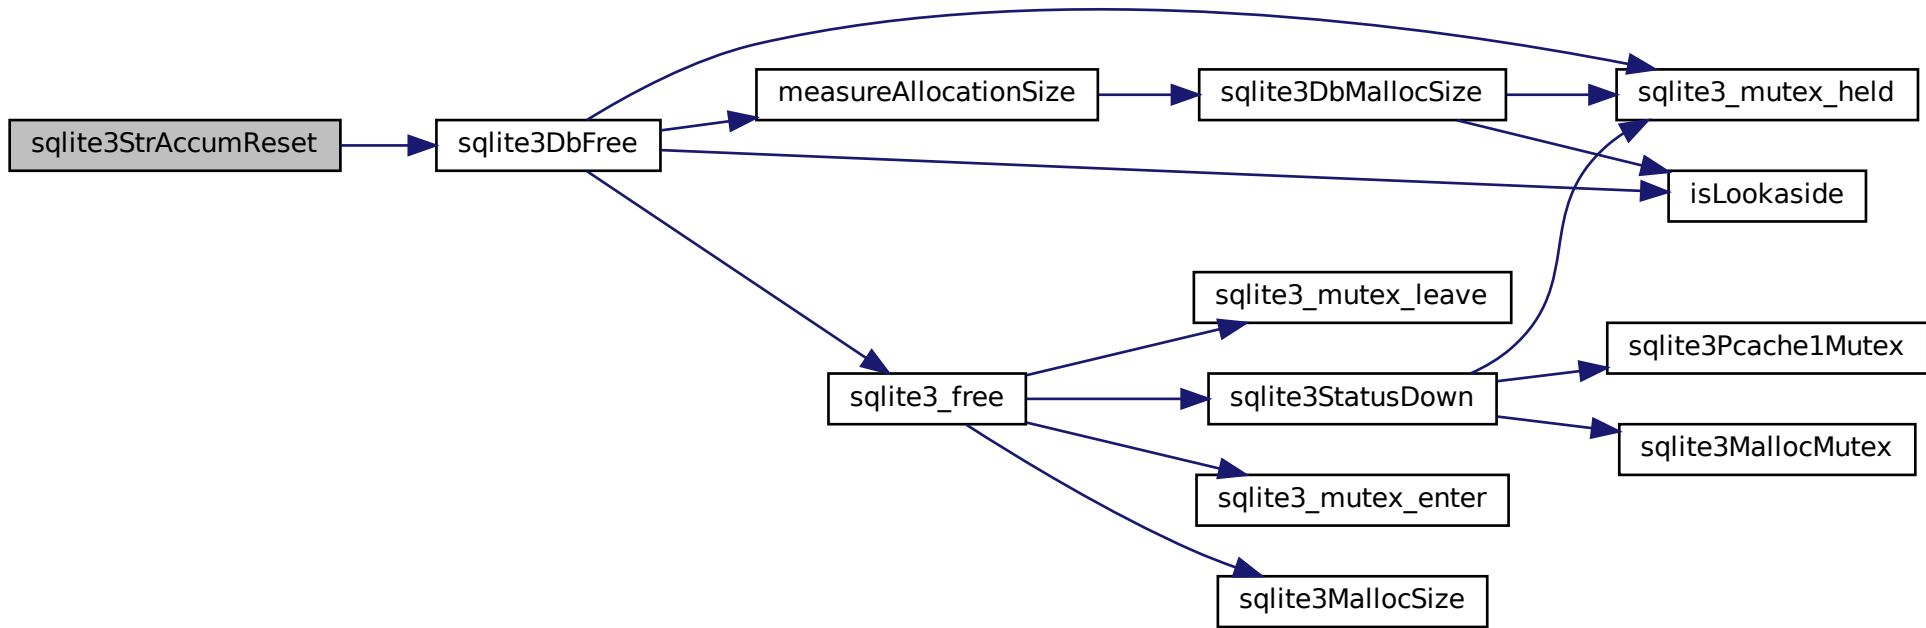 sqlite3StrAccumReset
sqlite3DbFree
measureAllocationSize
sqlite3DbMallocSize
sqlite3_mutex_held
isLookaside
sqlite3_free
sqlite3_mutex_leave
sqlite3StatusDown
sqlite3Pcache1Mutex
sqlite3MallocMutex
sqlite3_mutex_enter
sqlite3MallocSize